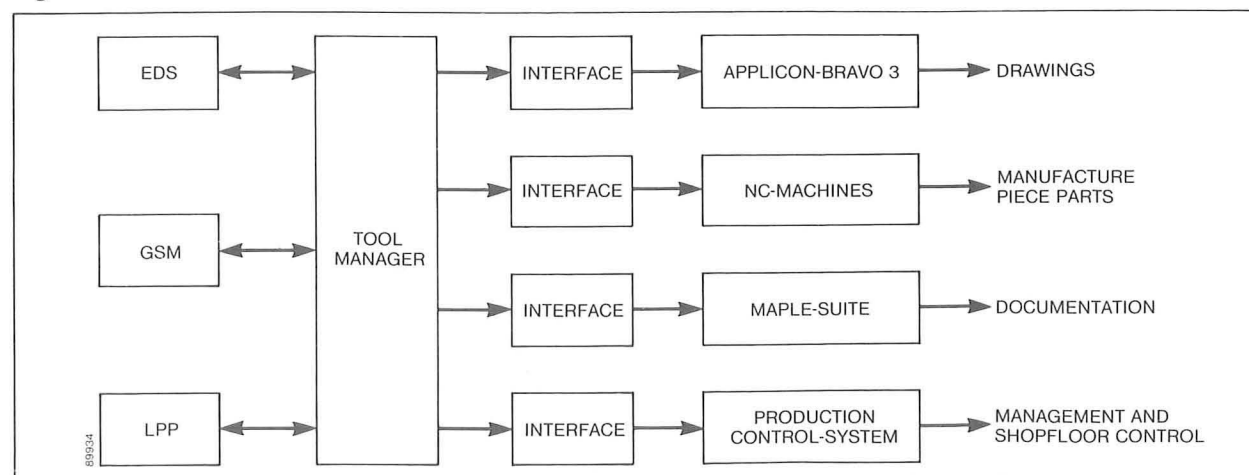 EDS
INTERFACE
APPLICON-BRAVO 3
DRAWINGS
INTERFACE
NC-MACHINES
MANUFACTURE
PIECE PARTS
GSM
TOOL
MANAGER
INTERFACE
MAPLE-SUITE
DOCUMENTATION
LPP
INTERFACE
PRODUCTION
CONTROL-SYSTEM
MANAGEMENT AND
SHOPFLOOR CONTROL
89934